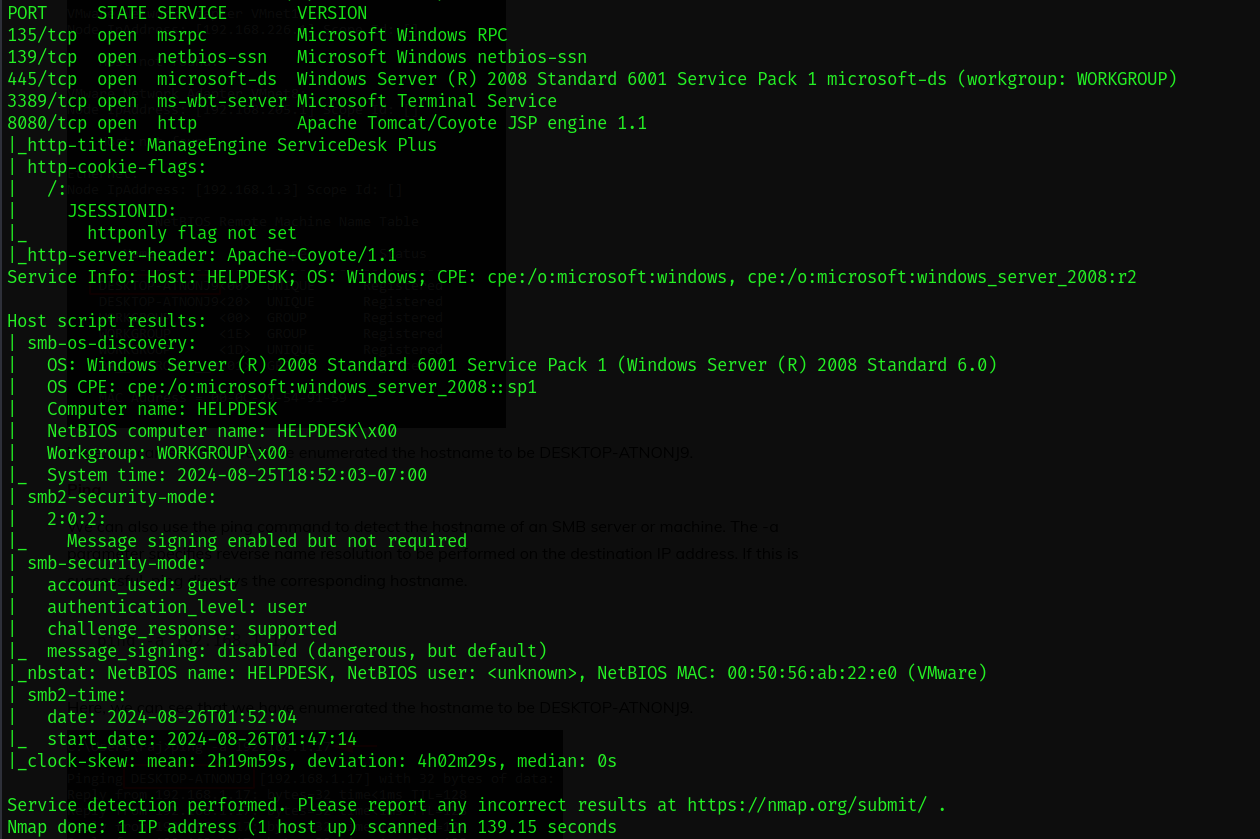 PORT     STATE SERVICE       VERSION
135/tcp  open  msrpc         Microsoft Windows RPC
139/tcp  open  netbios-ssn   Microsoft Windows netbios-ssn
445/tcp  open  microsoft-ds  Windows Server (R) 2008 Standard 6001 Service Pack 1 microsoft-ds (workgroup: WORKGROUP)
3389/tcp open  ms-wbt-server Microsoft Terminal Service
8080/tcp open  http          Apache Tomcat/Coyote JSP engine 1.1
|_http-title: ManageEngine ServiceDesk Plus
| http-cookie-flags:
|   /:
|     JSESSIONID:
|_      httponly flag not set
|_http-server-header: Apache-Coyote/1.1
Service Info: Host: HELPDESK; OS: Windows; CPE: cpe:/o:microsoft:windows, cpe:/o:microsoft:windows_server_2008:r2
Host script results:
| smb-os-discovery:
|   OS: Windows Server (R) 2008 Standard 6001 Service Pack 1 (Windows Server (R) 2008 Standard 6.0)
|   OS CPE: cpe:/o:microsoft:windows_server_2008::sp1
|   Computer name: HELPDESK
|   NetBIOS computer name: HELPDESK\x00
|   Workgroup: WORKGROUP\x00
|_  System time: 2024-08-25T18:52:03-07:00
| smb2-security-mode:
|   2:0:2:
|_    Message signing enabled but not required
| smb-security-mode:
|   account_used: guest
|   authentication_level: user
|   challenge_response: supported
|_  message_signing: disabled (dangerous, but default)
|_nbstat: NetBIOS name: HELPDESK, NetBIOS user: <unknown>, NetBIOS MAC: 00:50:56:ab:22:e0 (VMware)
| smb2-time:
|   date: 2024-08-26T01:52:04
|_  start_date: 2024-08-26T01:47:14
|_clock-skew: mean: 2h19m59s, deviation: 4h02m29s, median: 0s
Service detection performed. Please report any incorrect results at https://nmap.org/submit/ .
Nmap done: 1 IP address (1 host up) scanned in 139.15 seconds